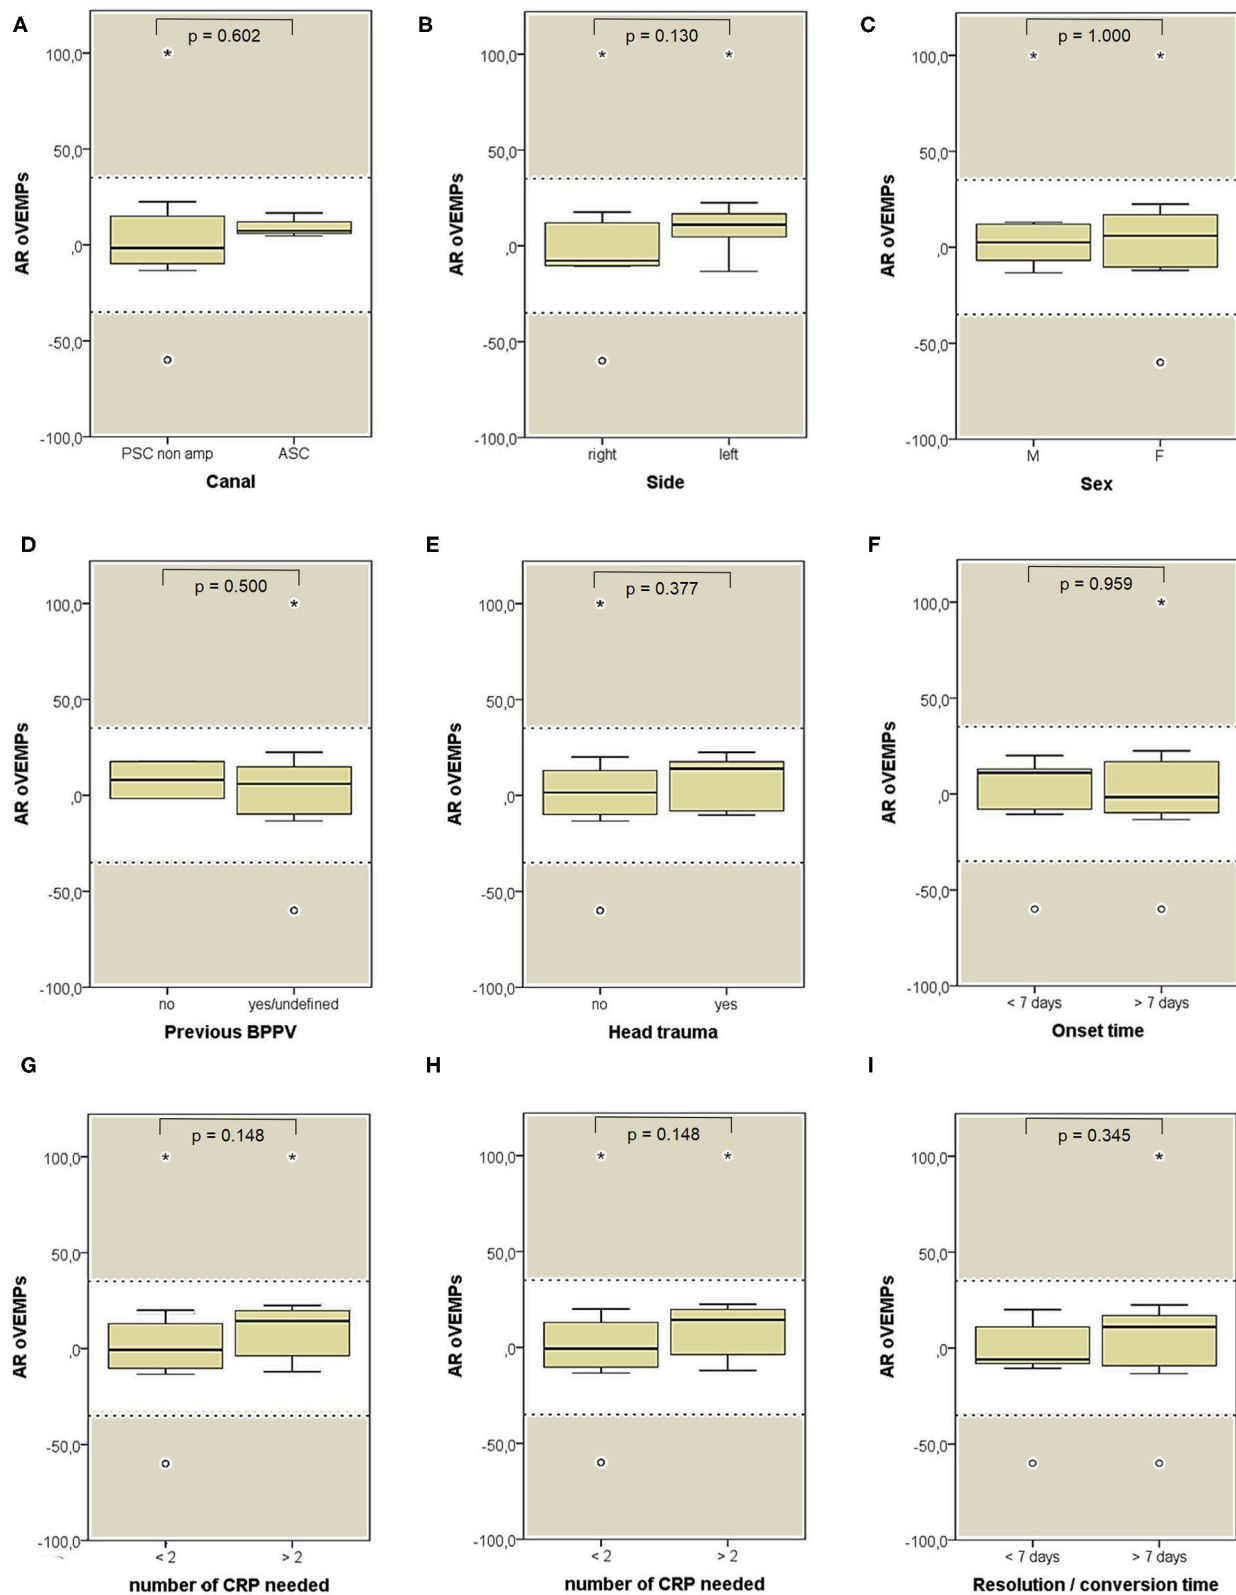 A
p = 0.602
100,0
50,0
,0
-50,0
-100,0
AR oVEMPs
PSC non amp
ASC
Canal
B
p = 0.130
100,0
50,0
,0
-50,0
-100,0
AR oVEMPs
right
left
Side
C
p = 1.000
100,0
50,0
,0
-50,0
-100,0
AR oVEMPs
M
F
Sex
D
p = 0.500
100,0
50,0
,0
-50,0
-100,0
AR oVEMPs
no
yes/undefined
Previous BPPV
E
p = 0.377
100,0
50,0
,0
-50,0
-100,0
AR oVEMPs
no
yes
Head trauma
F
p = 0.959
100,0
50,0
,0
-50,0
-100,0
AR oVEMPs
< 7 days
> 7 days
Onset time
G
p = 0.148
100,0
50,0
,0
-50,0
-100,0
AR oVEMPs
< 2
> 2
number of CRP needed
H
p = 0.148
100,0
50,0
,0
-50,0
-100,0
AR oVEMPs
< 2
> 2
number of CRP needed
I
p = 0.345
100,0
50,0
,0
-50,0
-100,0
AR oVEMPs
< 7 days
> 7 days
Resolution / conversion time